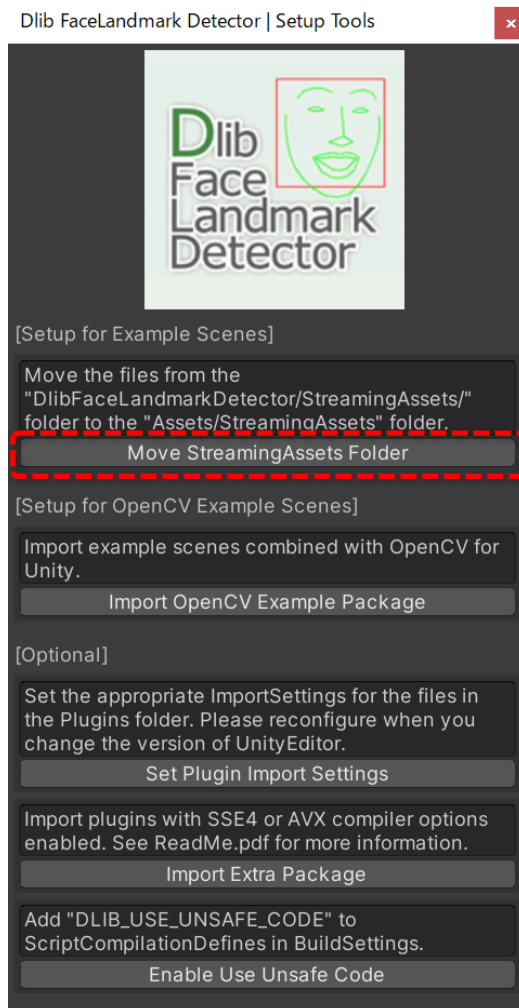 Dlib FaceLandmark Detector | Setup Tools
x
Dlib
Face
Landmark
Detector
[Setup for Example Scenes]
Move the files from the
"DlibFaceLandmarkDetector/StreamingAssets/"
folder to the "Assets/StreamingAssets" folder.
Move StreamingAssets Folder
[Setup for OpenCV Example Scenes]
Import example scenes combined with OpenCV for
Unity.
Import OpenCV Example Package
[Optional]
Set the appropriate ImportSettings for the files in
the Plugins folder. Please reconfigure when you
change the version of UnityEditor.
Set Plugin Import Settings
Import plugins with SSE4 or AVX compiler options
enabled. See ReadMe.pdf for more information.
Import Extra Package
Add "DLIB_USE_UNSAFE_CODE" to
ScriptCompilationDefines in BuildSettings.
Enable Use Unsafe Code